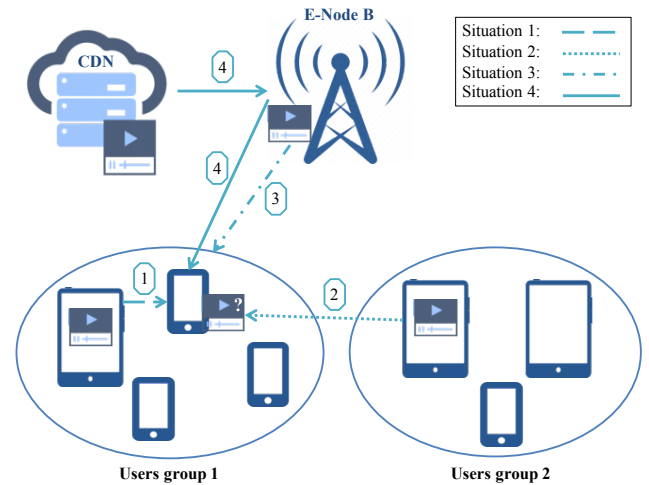 E-Node B
CDN
4
Situation 1:
Situation 2:
Situation 3:
Situation 4:
4
3
1
?
2
Users group 1
Users group 2